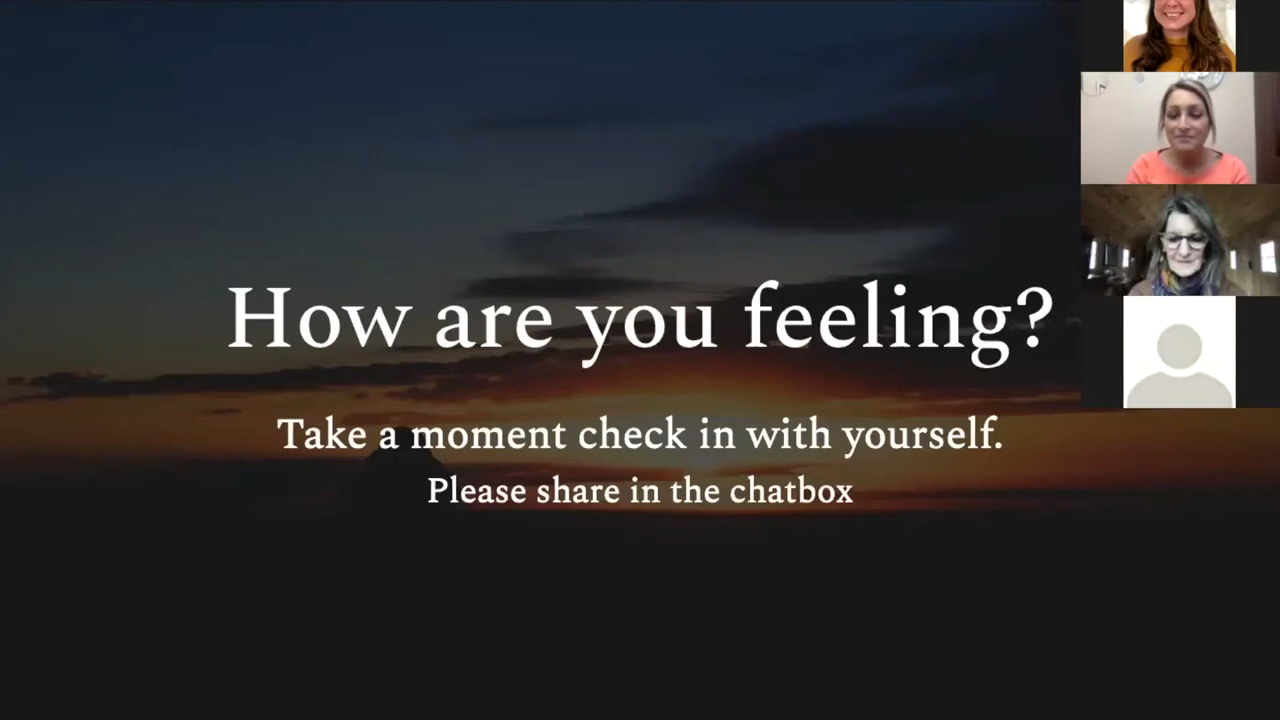 How are you feeling?
Take a moment check in with yourself.
Please share in the chatbox